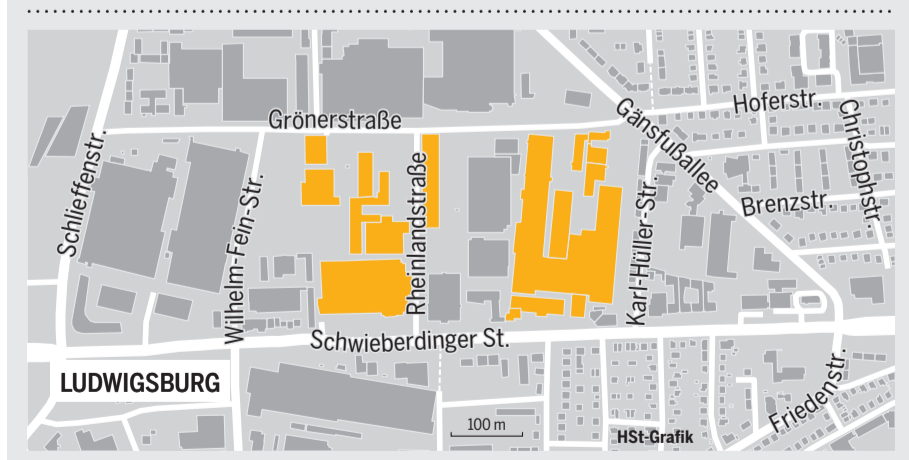 Grönerstraße
Hoferstr.
Gänsfußallee
Christophstr.
Schlieffenstr.
Wilhelm-Fein-Str.
Rheinlandstraße
Karl-Hüller-Str.
Brenzstr.
Schwieberdinger St.
LUDWIGSBURG
Friedenstr.
100 m
HSt-Grafik